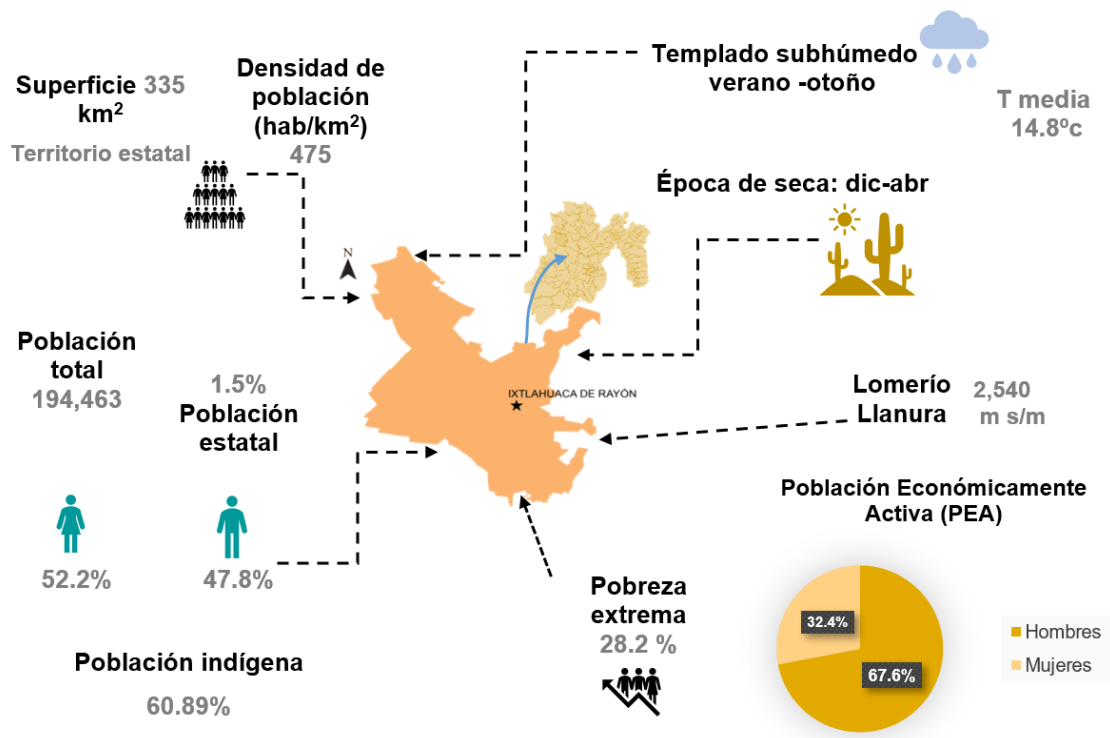 Superficie 335
km²
Territorio estatal
Densidad de
población
(hab/km²)
475
Templado subhúmedo
verano -otoño
T media
14.8ºc
Época de seca: dic-abr
N
Población
total
194,463
1.5%
Población
estatal
IXTLAHUACA DE RAYÓN
Lomerío
Llanura
2,540
m s/m
52.2%
47.8%
Población indígena
60.89%
Pobreza
extrema
28.2 %
Población Económicamente
Activa (PEA)
32.4%
67.6%
Hombres
Mujeres